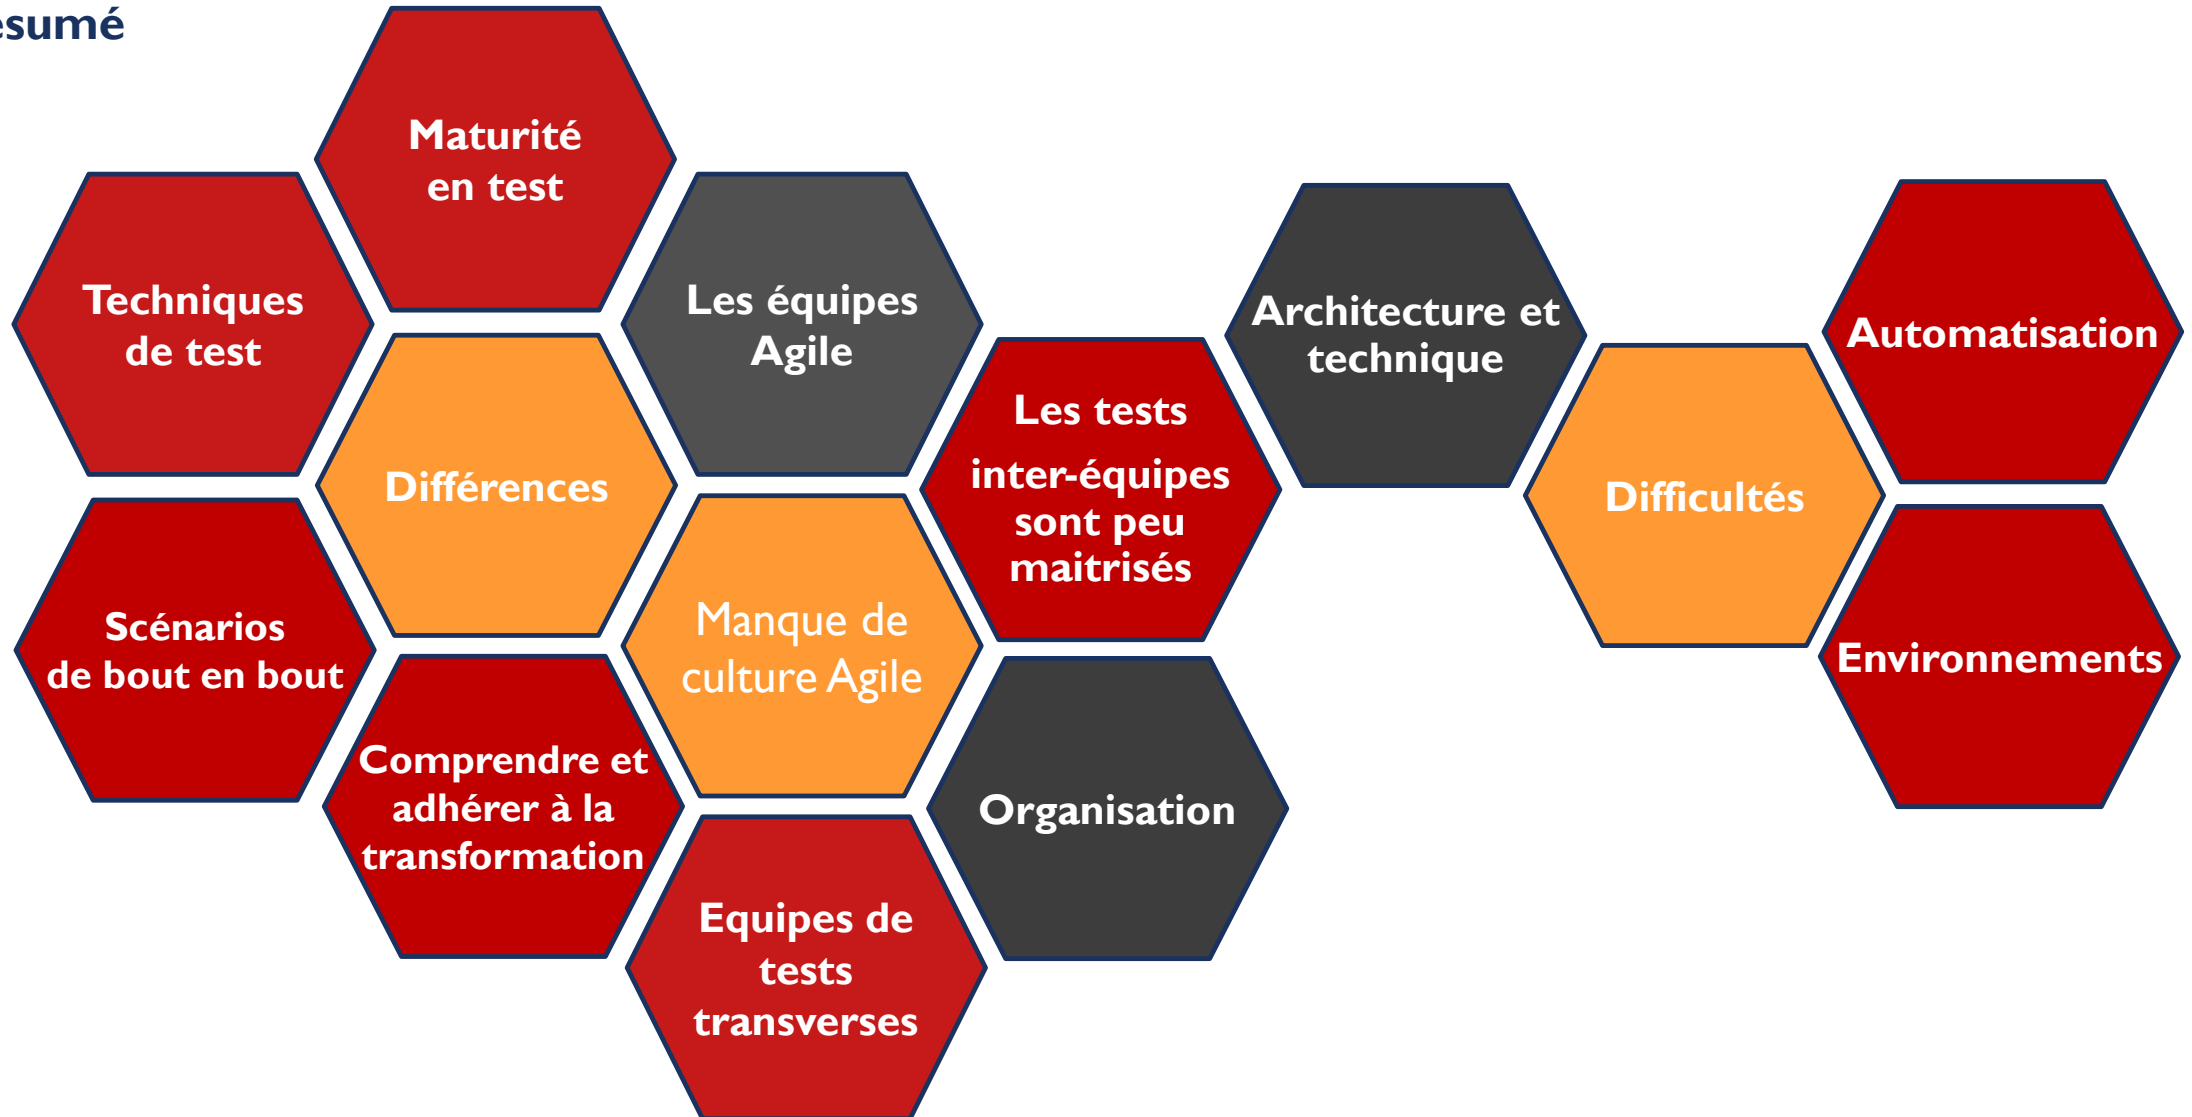 ésumé
Maturité
en test
Techniques
de test
Les équipes
Agile
Différences
Scénarios
de bout en bout
Manque de
culture Agile
Comprendre et
adhérer à la
transformation
Equipes de
tests
transverses
Les tests
inter-équipes
sont peu
maitrisés
Organisation
Architecture et
technique
Difficultés
Automatisation
Environnements